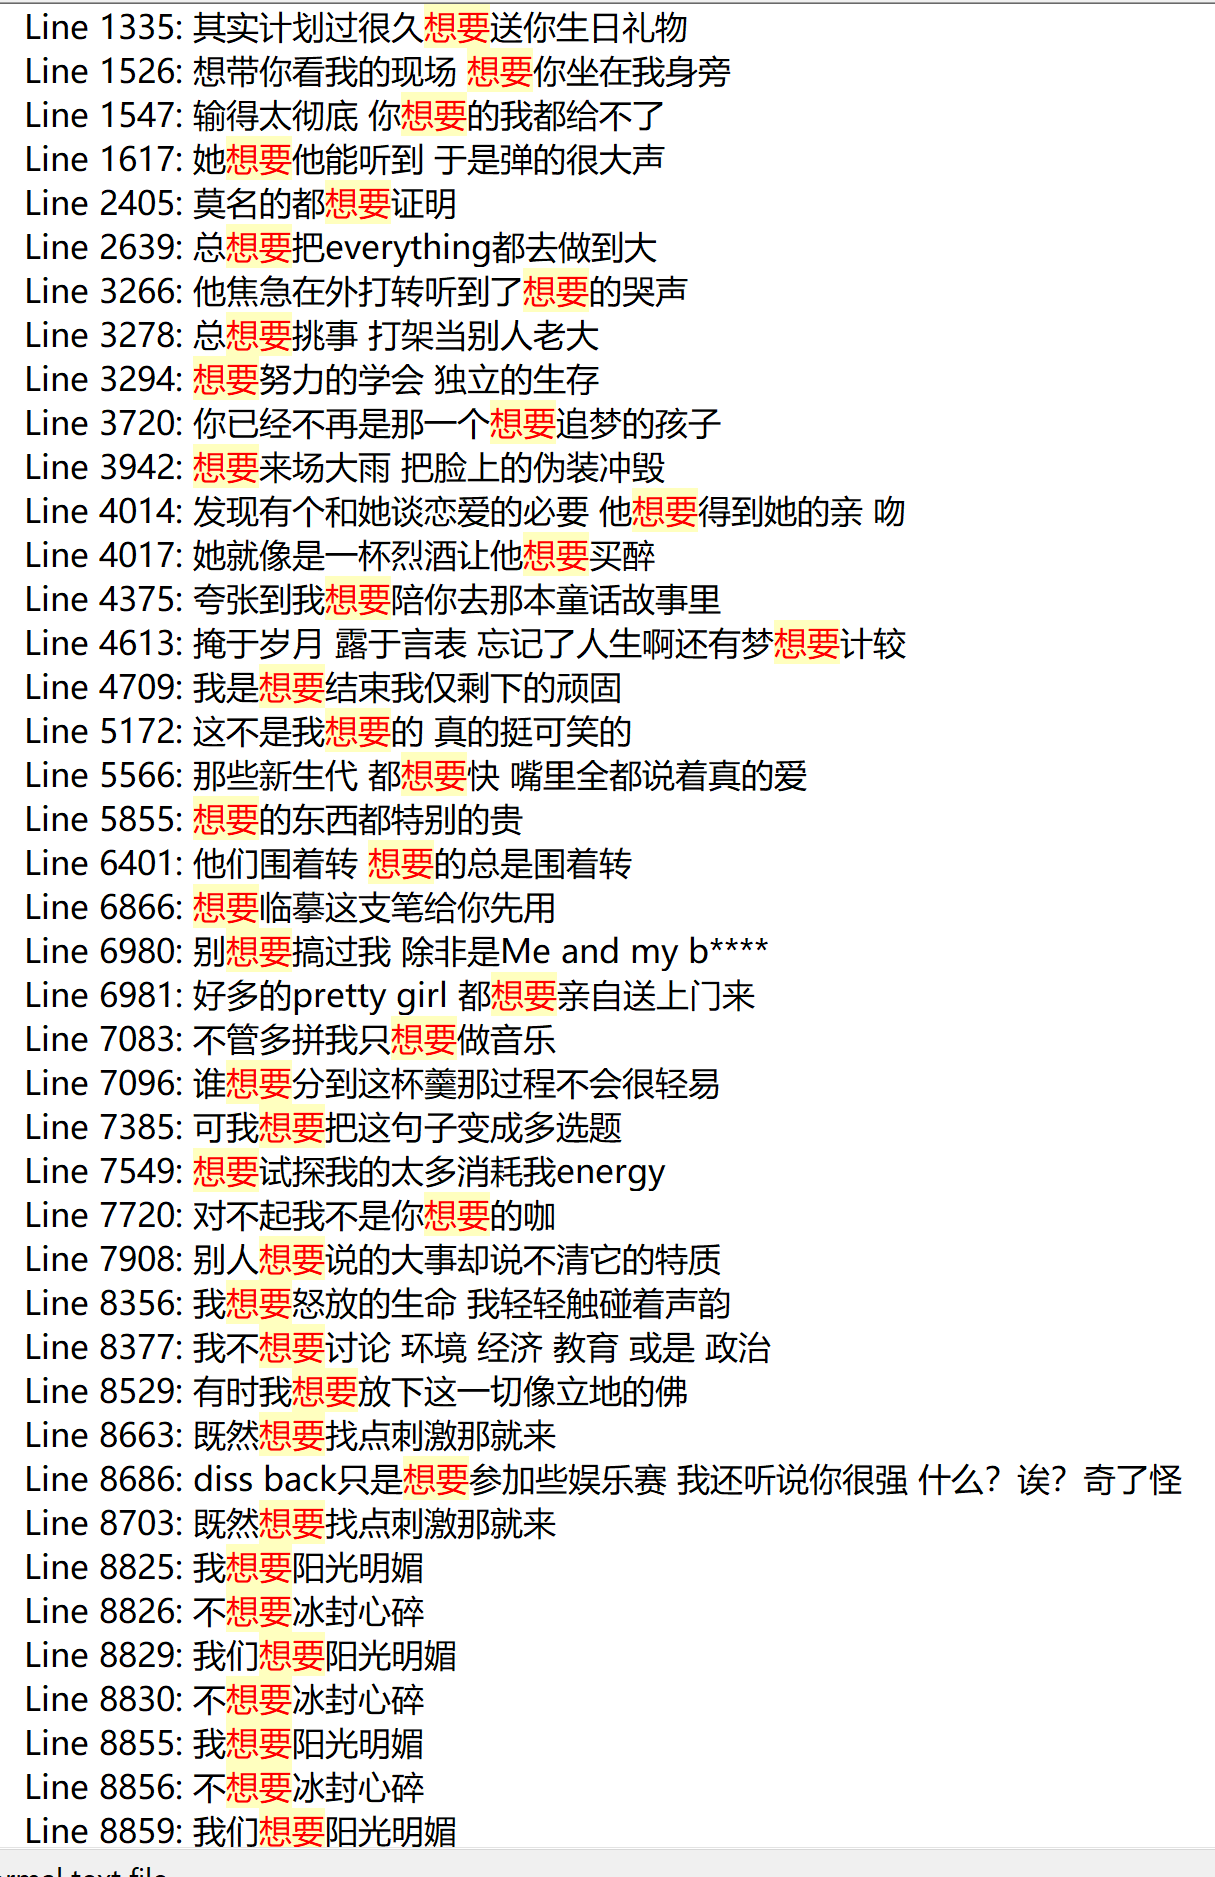 Line 1335: 其实计划过很久想要送你生日礼物
Line 1526: 想带你看我的现场 想要你坐在我身旁
Line 1547: 输得太彻底 你想要的我都给不了
Line 1617: 她想要他能听到 于是弹的很大声
Line 2405: 莫名的都想要证明
Line 2639: 总想要把everything都去做到大
Line 3266: 他焦急在外打转听到了想要的哭声
Line 3278: 总想要挑事 打架当别人老大
Line 3294: 想要努力的学会 独立的生存
Line 3720: 你已经不再是那一个想要追梦的孩子
Line 3942: 想要来场大雨 把脸上的伪装冲毁
Line 4014: 发现有个和她谈恋爱的必要 他想要得到她的亲 吻
Line 4017: 她就像是一杯烈酒让他想要买醉
Line 4375: 夸张到我想要陪你去那本童话故事里
Line 4613: 掩于岁月 露于言表 忘记了人生啊还有梦想要计较
Line 4709: 我是想要结束我仅剩下的顽固
Line 5172: 这不是我想要的 真的挺可笑的
Line 5566: 那些新生代 都想要快 嘴里全都说着真的爱
Line 5855: 想要的东西都特别的贵
Line 6401: 他们围着转 想要的总是围着转
Line 6866: 想要临摹这支笔给你先用
Line 6980: 别想要搞过我 除非是Me and my b****
Line 6981: 好多的pretty girl 都想要亲自送上门来
Line 7083: 不管多拼我只想要做音乐
Line 7096: 谁想要分到这杯羹那过程不会很轻易
Line 7385: 可我想要把这句子变成多选题
Line 7549: 想要试探我的太多消耗我energy
Line 7720: 对不起我不是你想要的咖
Line 7908: 别人想要说的大事却说不清它的特质
Line 8356: 我想要怒放的生命 我轻轻触碰着声韵
Line 8377: 我不想要讨论 环境 经济 教育 或是 政治
Line 8529: 有时我想要放下这一切像立地的佛
Line 8663: 既然想要找点刺激那就来
Line 8686: diss back只是想要参加些娱乐赛 我还听说你很强 什么？诶？奇了怪
Line 8703: 既然想要找点刺激那就来
Line 8825: 我想要阳光明媚
Line 8826: 不想要冰封心碎
Line 8829: 我们想要阳光明媚
Line 8830: 不想要冰封心碎
Line 8855: 我想要阳光明媚
Line 8856: 不想要冰封心碎
Line 8859: 我们想要阳光明媚
text file